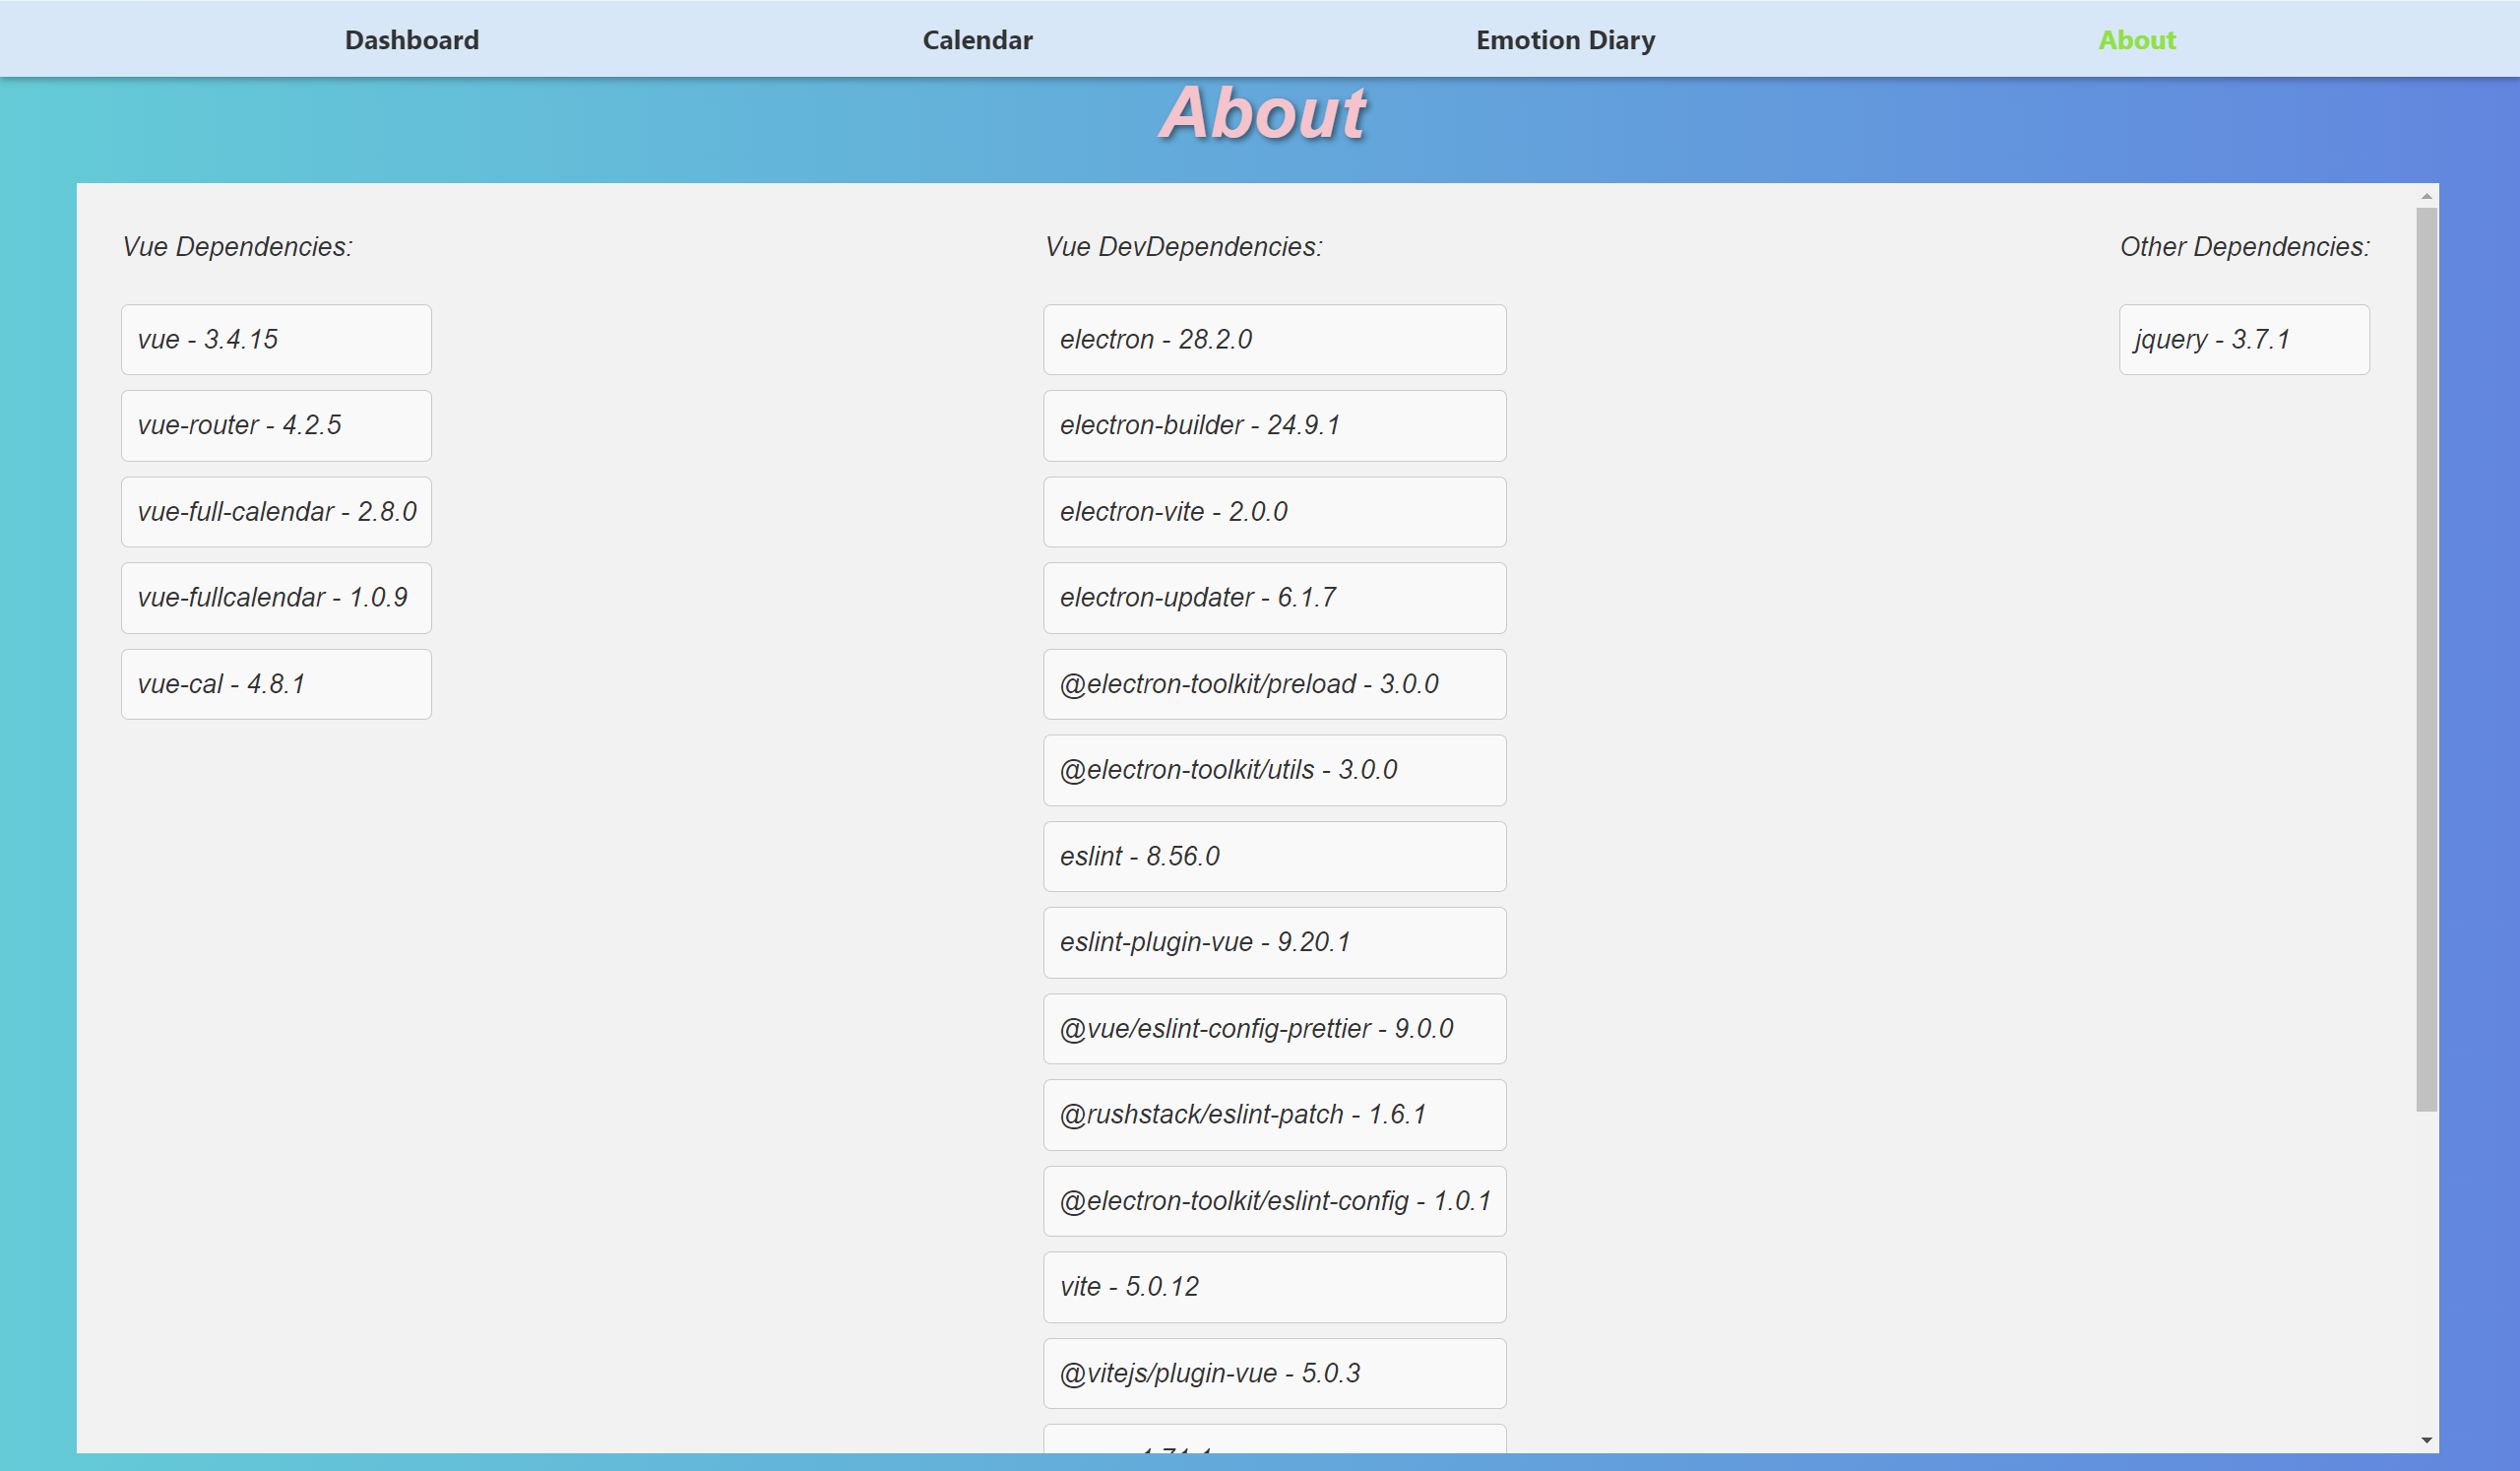 Dashboard Calendar Emotion Diary About
About
Vue Dependencies:
vue - 3.4.15
vue-router - 4.2.5
vue-full-calendar - 2.8.0
vue-fullcalendar - 1.0.9
vue-cal - 4.8.1
Vue DevDependencies:
electron - 28.2.0
electron-builder - 24.9.1
electron-vite - 2.0.0
electron-updater - 6.1.7
@electron-toolkit/preload - 3.0.0
@electron-toolkit/utils - 3.0.0
eslint - 8.56.0
eslint-plugin-vue - 9.20.1
@vue/eslint-config-prettier - 9.0.0
@rushstack/eslint-patch - 1.6.1
@electron-toolkit/eslint-config - 1.0.1
vite - 5.0.12
@vitejs/plugin-vue - 5.0.3
Other Dependencies:
jquery - 3.7.1